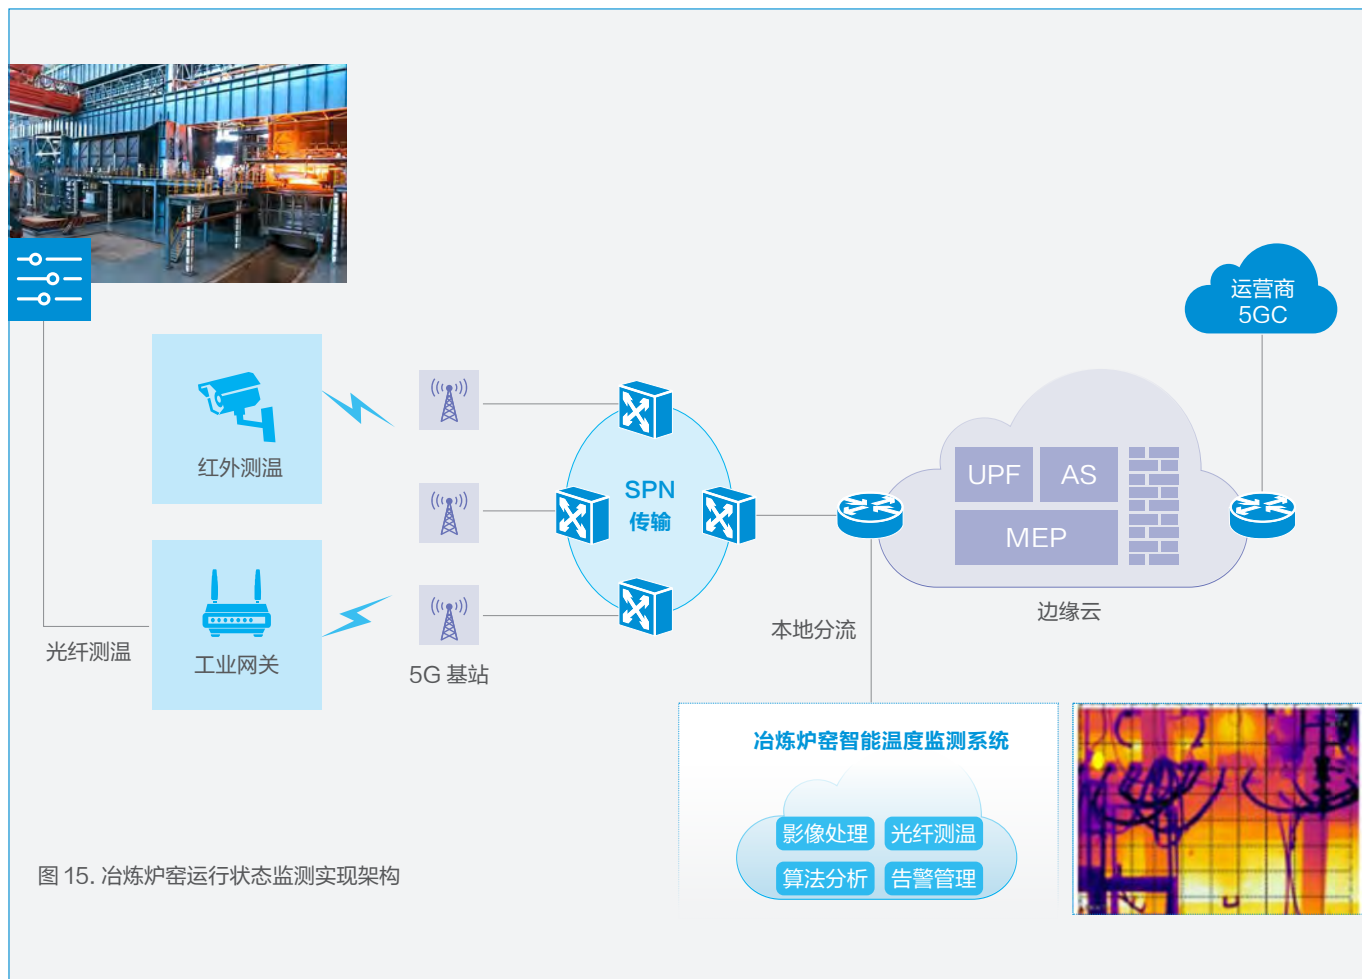 运营商
5GC
红外测温
SPN
传输
UPF
AS
MEP
边缘云
本地分流
光纤测温
工业网关
5G 基站
冶炼炉窑智能温度监测系统
影像处理
光纤测温
算法分析
告警管理
图 15. 冶炼炉窑运行状态监测实现架构